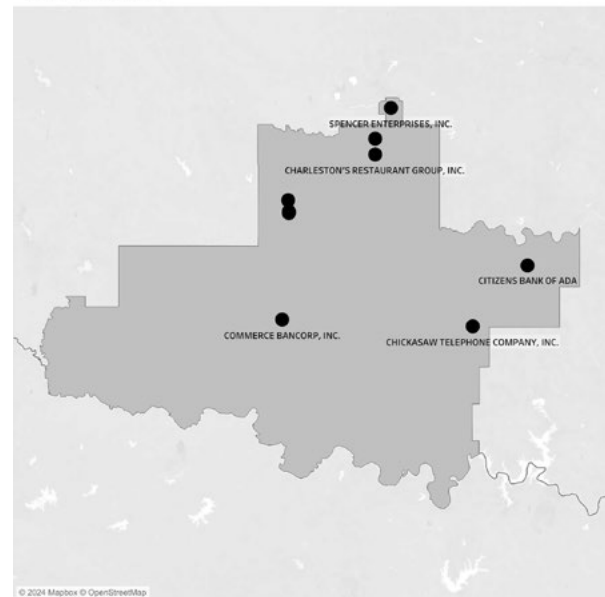 SPENCER ENTERPRISES, INC.
CHARLESTON'S RESTAURANT GROUP, INC.
CITIZENS BANK OF ADA
COMMERCE BANCORP, INC.
CHICKASAW TELEPHONE COMPANY, INC.
© 2024 Mapbox © OpenStreetMap